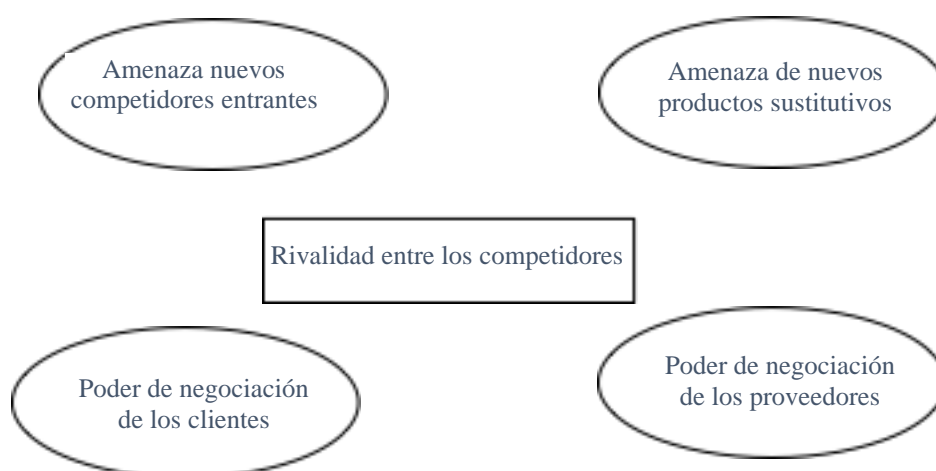 Amenaza nuevos
competidores entrantes
Amenaza de nuevos
productos sustitutivos
Rivalidad entre los competidores
Poder de negociación
de los clientes
Poder de negociación
de los proveedores